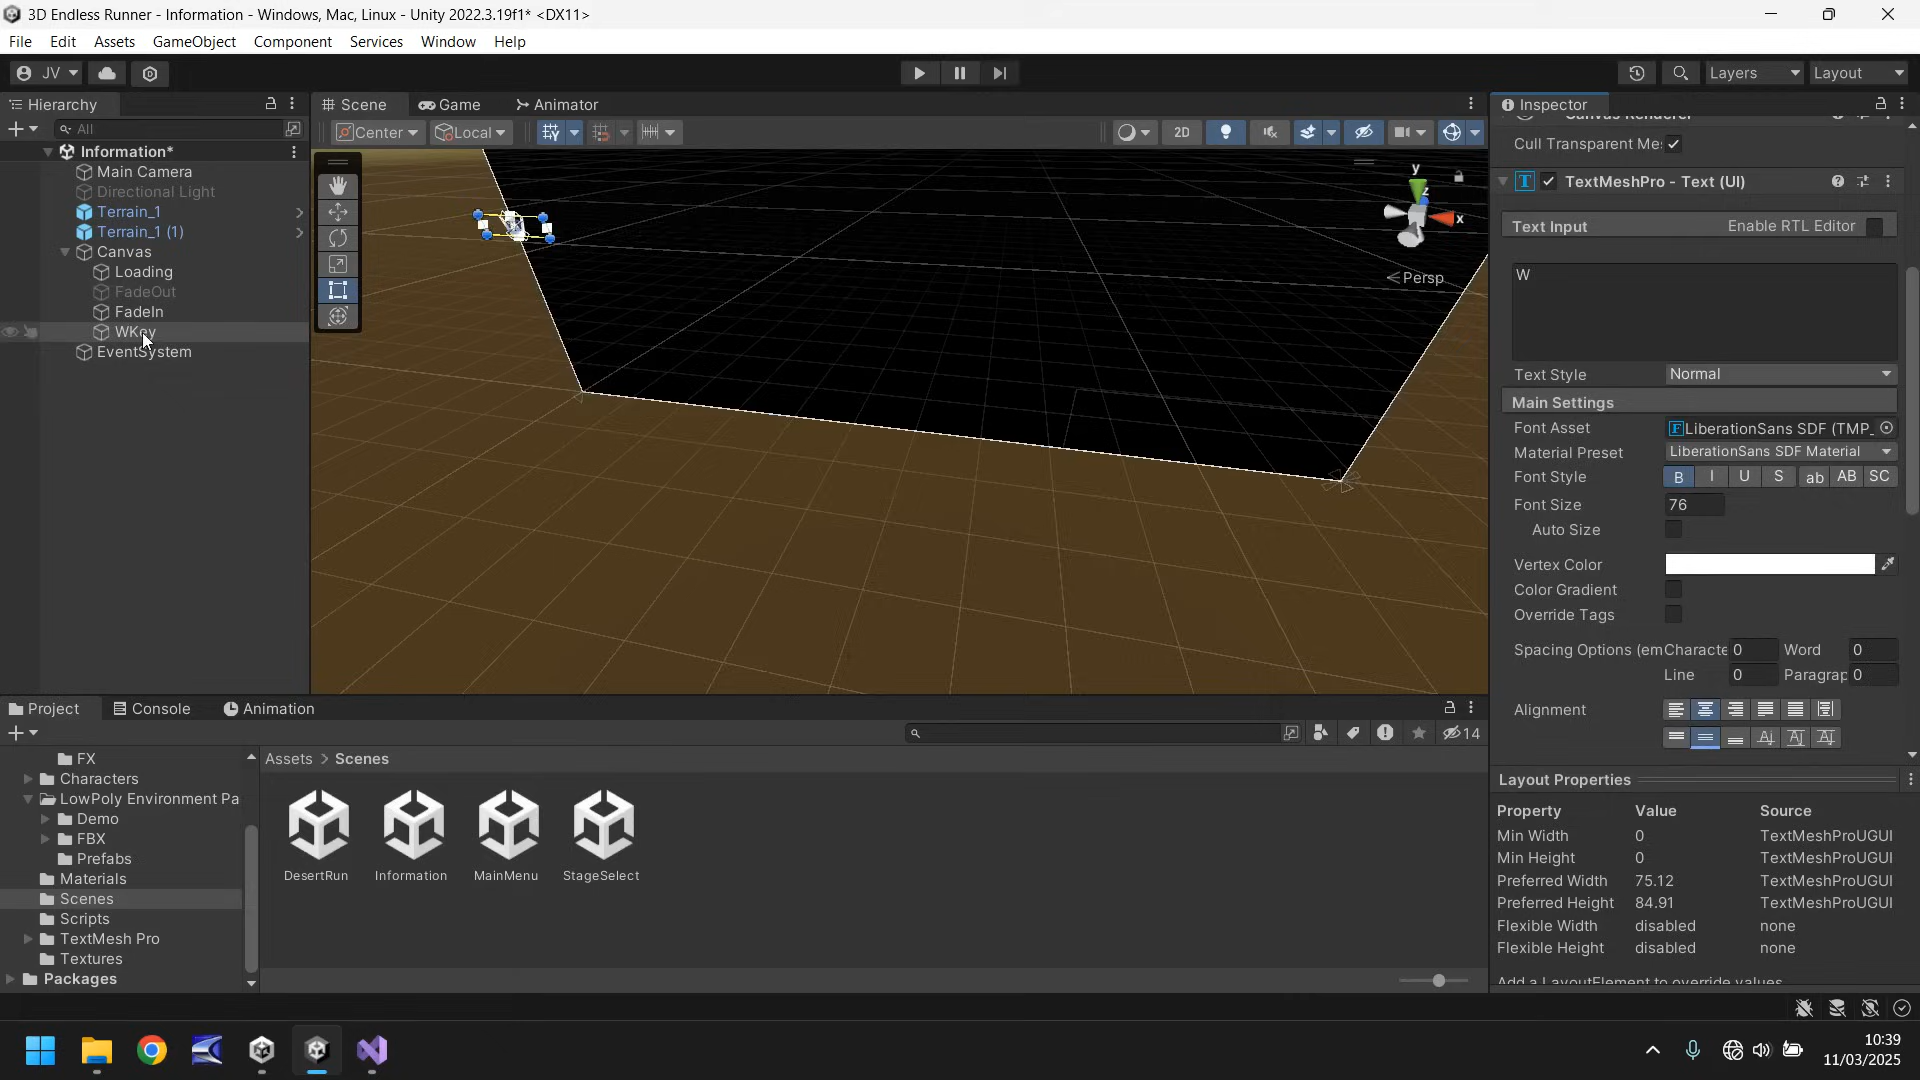 3D Endless Runner - Information - Windows, Mac, Linux - Unity 2022.3.19f1* <DX11>
File Edit Assets GameObject Component Services Window Help
JV Layers Layout
Hierarchy
All
Information*
Main Camera
Directional Light
Terrain_1
Terrain_1 (1)
Canvas
Loading
FadeOut
FadeIn
WKey
EventSystem
Scene Game Animator
Center Local 2D
y
z
x
Persp
Inspector
Cull Transparent Me
TextMeshPro - Text (UI)
Text Input Enable RTL Editor
W
Text Style Normal
Main Settings
Font Asset LiberationSans SDF (TMP_
Material Preset LiberationSans SDF Material
Font Style B I U S ab AB SC
Font Size 76
Auto Size
Vertex Color
Color Gradient
Override Tags
Spacing Options (em Characte 0 Word 0
Line 0 Paragrap 0
Alignment
Layout Properties
Property Value Source
Min Width 0 TextMeshProUGUI
Min Height 0 TextMeshProUGUI
Preferred Width 75.12 TextMeshProUGUI
Preferred Height 84.91 TextMeshProUGUI
Flexible Width disabled none
Flexible Height disabled none
Add a LayoutElement to override values
Project Console Animation
14
FX
Characters
LowPoly Environment Pa
Demo
FBX
Prefabs
Materials
Scenes
Scripts
TextMesh Pro
Textures
Packages
Assets > Scenes
DesertRun Information MainMenu StageSelect
10:39
11/03/2025